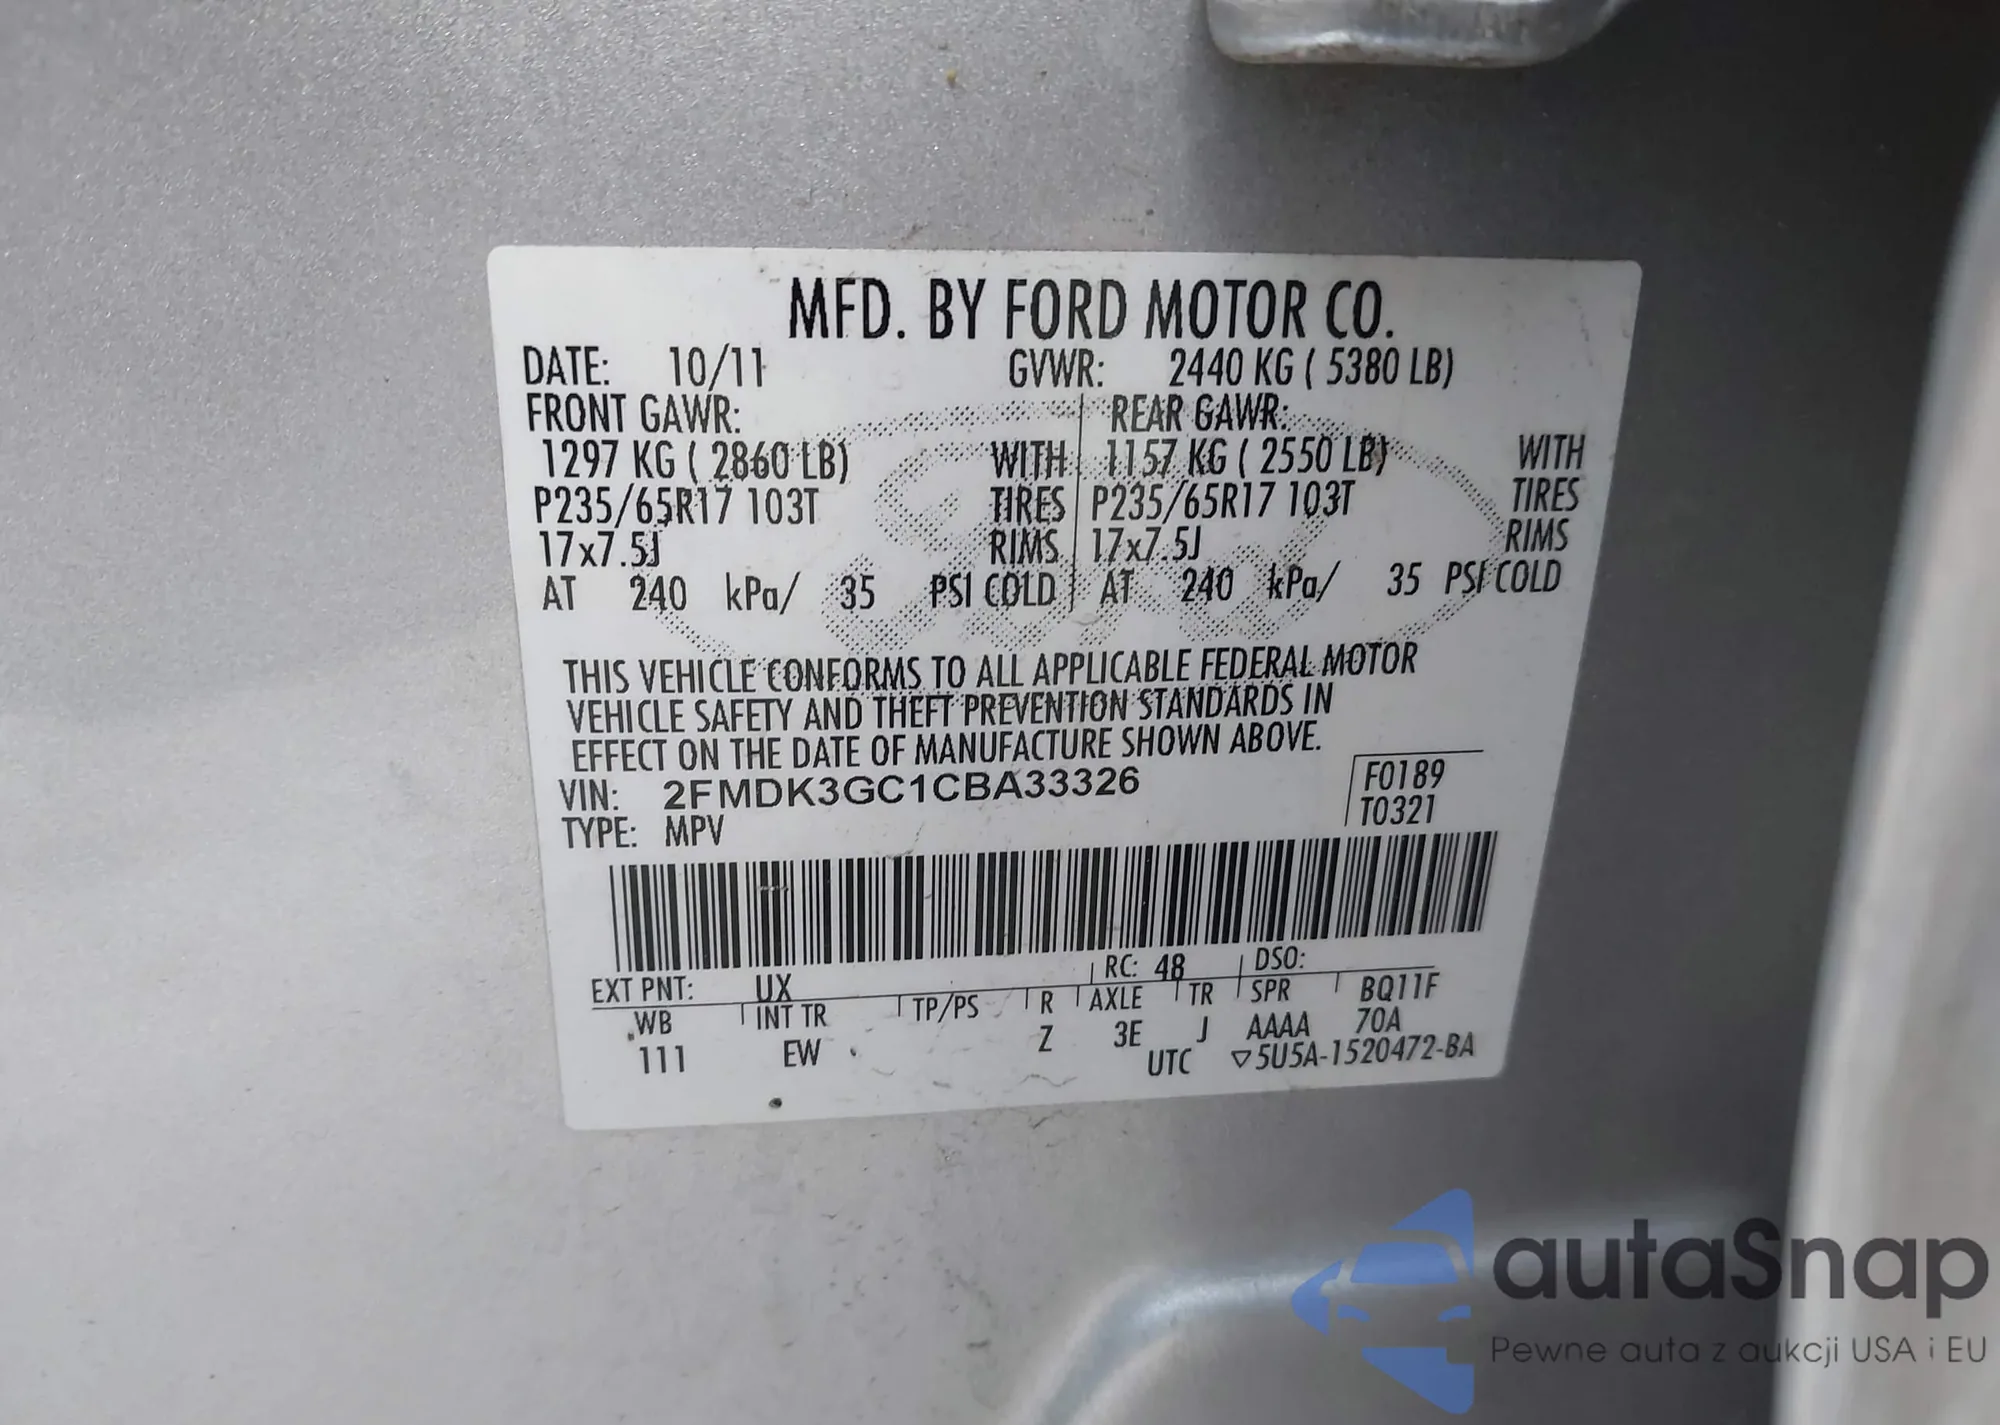 MFD. BY FORD MOTOR CO.
DATE: 10/11 GVWR: 2440 KG ( 5380 LB)
FRONT GAWR: REAR GAWR:
1297 KG ( 2860 LB) WITH 1157 KG ( 2550 LB) WITH
P235/65R17 103T TIRES P235/65R17 103T TIRES
17x7.5J RIMS 17x7.5J RIMS
AT 240 kPa/ 35 PSI COLD AT 240 kPa/ 35 PSI COLD
THIS VEHICLE CONFORMS TO ALL APPLICABLE FEDERAL MOTOR
VEHICLE SAFETY AND THEFT PREVENTION STANDARDS IN
EFFECT ON THE DATE OF MANUFACTURE SHOWN ABOVE.
VIN: 2FMDK3GC1CBA33326 F0189
TYPE: MPV T0321
EXT PNT: UX RC: 48 DSO:
WB INT TR TP/PS R AXLE TR SPR BQ11F
111 EW Z 3E J AAAA 70A
UTC ▽5U5A-1520472-BA
autaSnap
Pewne auta z aukcji USA i EU